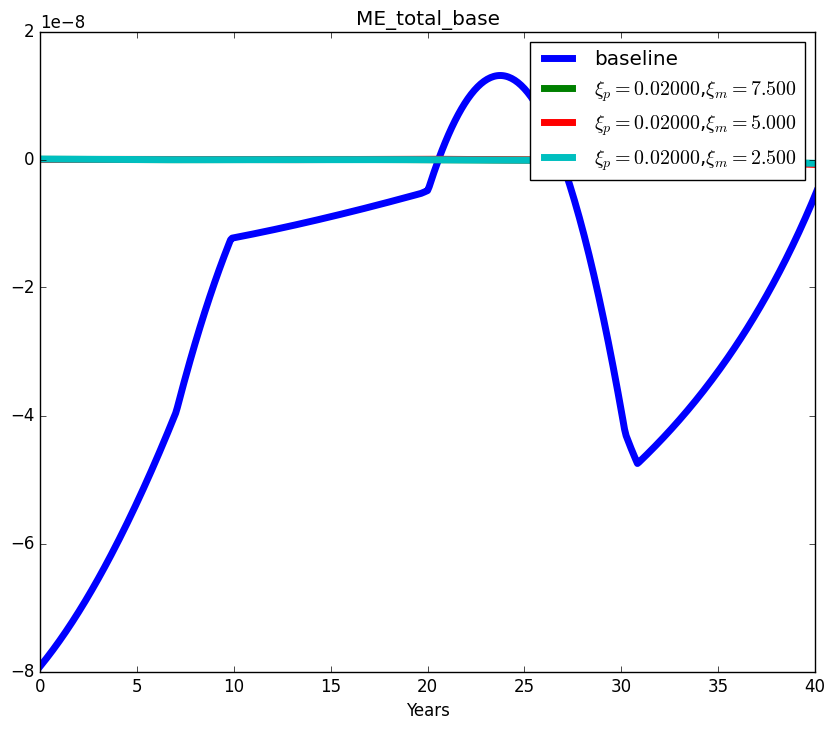 ME_total_base
1e−8
2
0
−2
−4
−6
−8
baseline
ξp = 0.02000,ξm = 7.500
ξp = 0.02000,ξm = 5.000
ξp = 0.02000,ξm = 2.500
0 5 10 15 20 25 30 35 40
Years